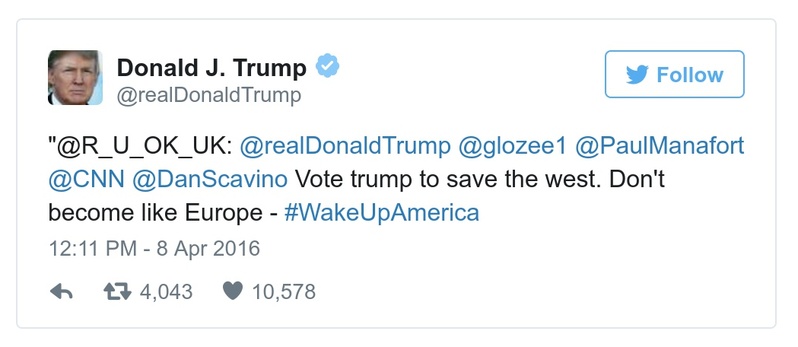 Donald J. Trump
@realDonaldTrump
Follow
"@R_U_OK_UK: @realDonaldTrump @glozee1 @PaulManafort
@CNN @DanScavino Vote trump to save the west. Don't
become like Europe - #WakeUpAmerica
12:11 PM - 8 Apr 2016
4,043 10,578